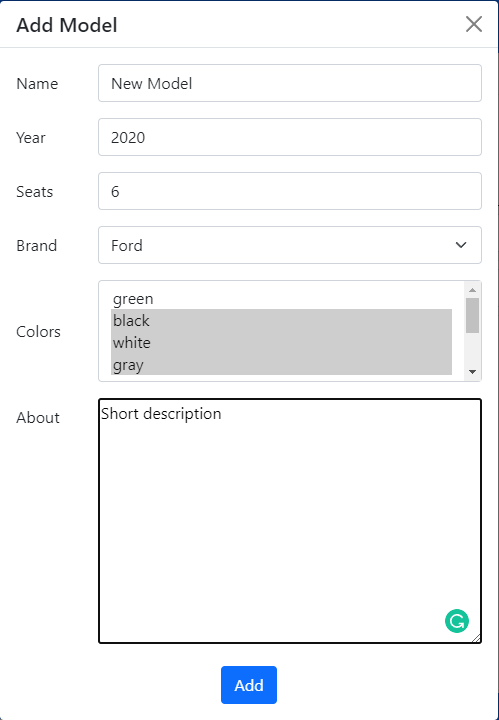 Add Model
Name
New Model
Year
2020
Seats
6
Brand
Ford
Colors
green
black
white
gray
About
Short description
Add